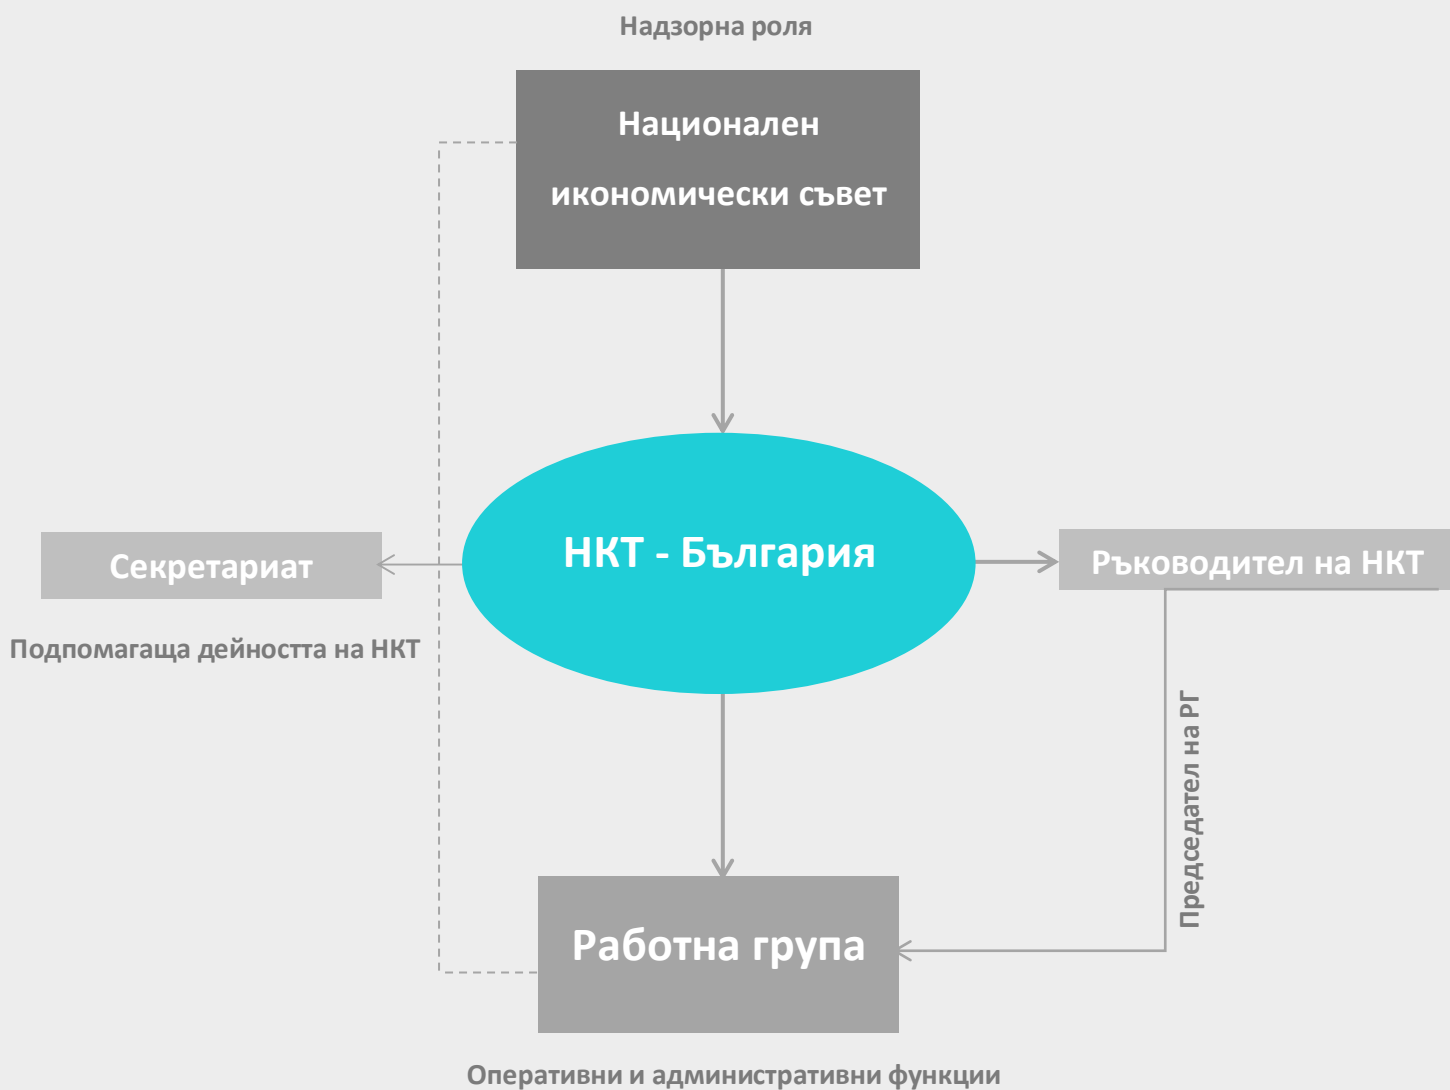 Надзорна роля
Национален
икономически съвет
НКТ - България
Секретариат
Ръководител на НКТ
Подпомагаща дейността на НКТ
Председател на РГ
Работна група
Оперативни и административни функции